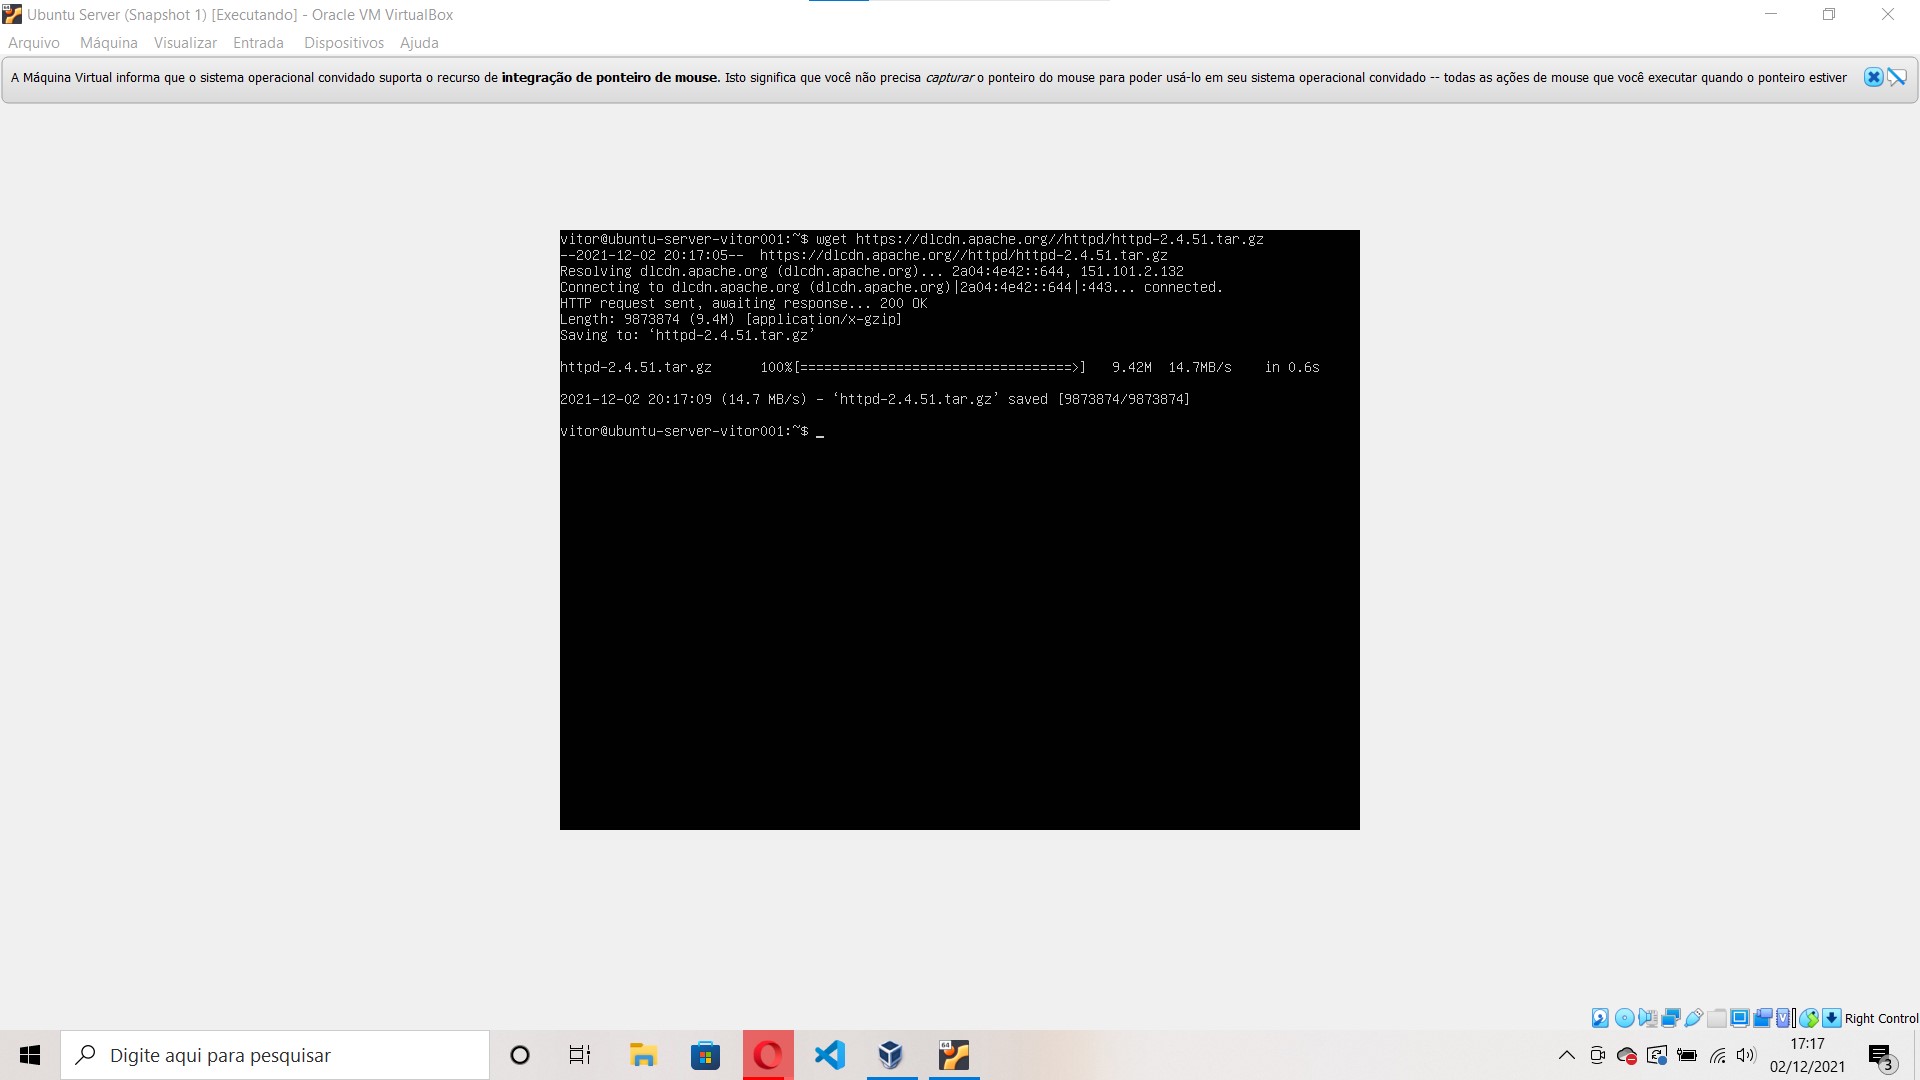 Ubuntu Server (Snapshot 1) [Executando] - Oracle VM VirtualBox
Arquivo Máquina Visualizar Entrada Dispositivos Ajuda
A Máquina Virtual informa que o sistema operacional convidado suporta o recurso de integração de ponteiro de mouse. Isto significa que você não precisa capturar o ponteiro do mouse para poder usá-lo em seu sistema operacional convidado -- todas as ações de mouse que você executar quando o ponteiro estiver
vitor@ubuntu-server-vitor001:~$ wget https://dlcdn.apache.org//httpd/httpd-2.4.51.tar.gz
--2021-12-02 20:17:05--  https://dlcdn.apache.org//httpd/httpd-2.4.51.tar.gz
Resolving dlcdn.apache.org (dlcdn.apache.org)... 2a04:4e42::644, 151.101.2.132
Connecting to dlcdn.apache.org (dlcdn.apache.org)|2a04:4e42::644|:443... connected.
HTTP request sent, awaiting response... 200 OK
Length: 9873874 (9.4M) [application/x-gzip]
Saving to: ‘httpd-2.4.51.tar.gz’
httpd-2.4.51.tar.gz      100%[==================================>]   9.42M  14.7MB/s    in 0.6s
2021-12-02 20:17:09 (14.7 MB/s) - ‘httpd-2.4.51.tar.gz’ saved [9873874/9873874]
vitor@ubuntu-server-vitor001:~$ _
Right Control
Digite aqui para pesquisar
64
17:17
02/12/2021
3